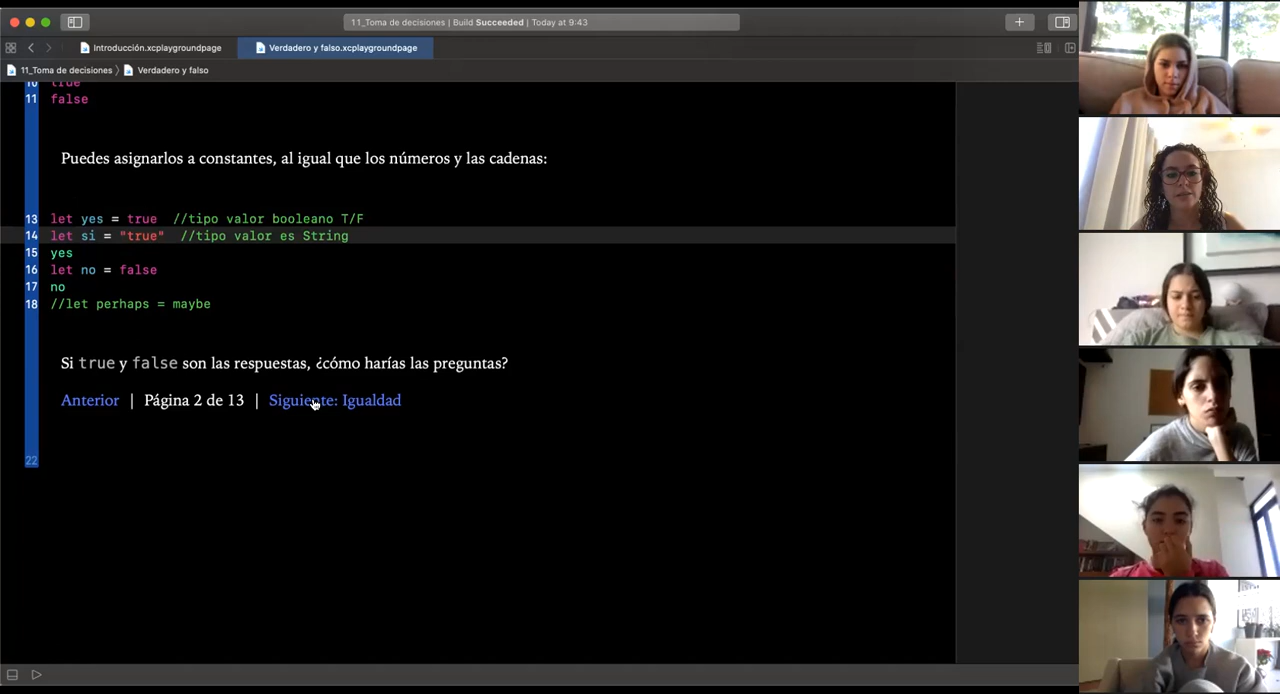 11_Toma de decisiones | Build Succeeded | Today at 9:43
Introducción.xcplaygroundpage
Verdadero y falso.xcplaygroundpage
11_Toma de decisiones
Verdadero y falso
10 true
11 false
Puedes asignarlos a constantes, al igual que los números y las cadenas:
13 let yes = true //tipo valor booleano T/F
14 let si = "true" //tipo valor es String
15 yes
16 let no = false
17 no
18 //let perhaps = maybe
Si true y false son las respuestas, ¿cómo harías las preguntas?
Anterior | Página 2 de 13 | Siguiente: Igualdad
22